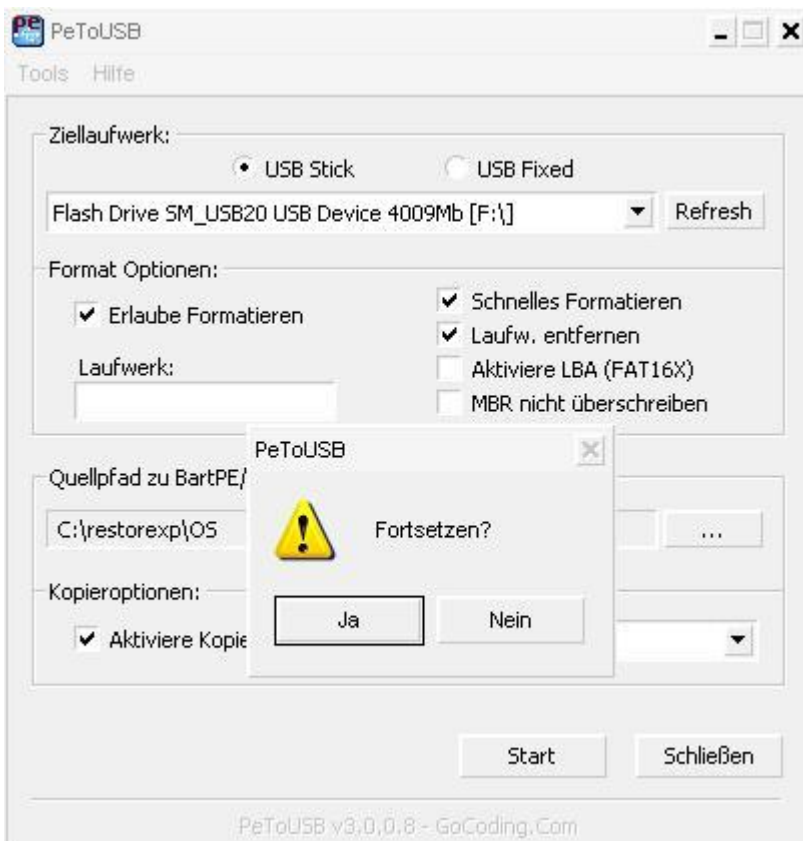 PeToUSB
Tools Hilfe
Ziellaufwerk:
USB Stick USB Fixed
Flash Drive SM_USB20 USB Device 4009Mb [F:\] Refresh
Format Optionen:
Erlaube Formatieren
Schnelles Formatieren
Laufw. entfernen
Laufwerk:
Aktiviere LBA (FAT16X)
MBR nicht überschreiben
PeToUSB
Quellpfad zu BartPE/
C:\restorexp\OS
...
Fortsetzen?
Ja Nein
Kopieroptionen:
Aktiviere Kopie
Start Schließen
PeToUSB v3.0.0.8 - GoCoding.Com